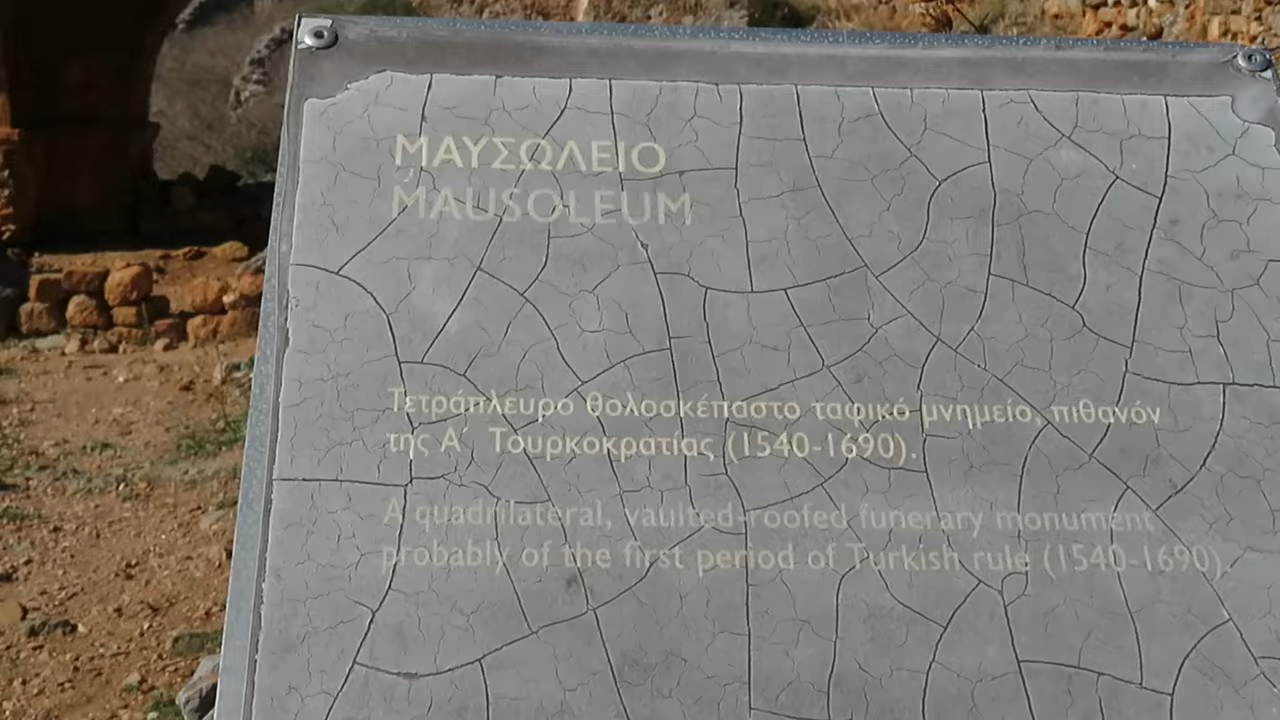 ΜΑΥΣΩΛΕΙΟ
MAUSOLEUM
Τετράπλευρο θολοσκέπαστο ταφικό μνημείο, πιθανόν
της Α΄ Τουρκοκρατίας (1540-1690).
A quadrilateral, vaulted-roofed funerary monument
probably of the first period of Turkish rule (1540-1690).